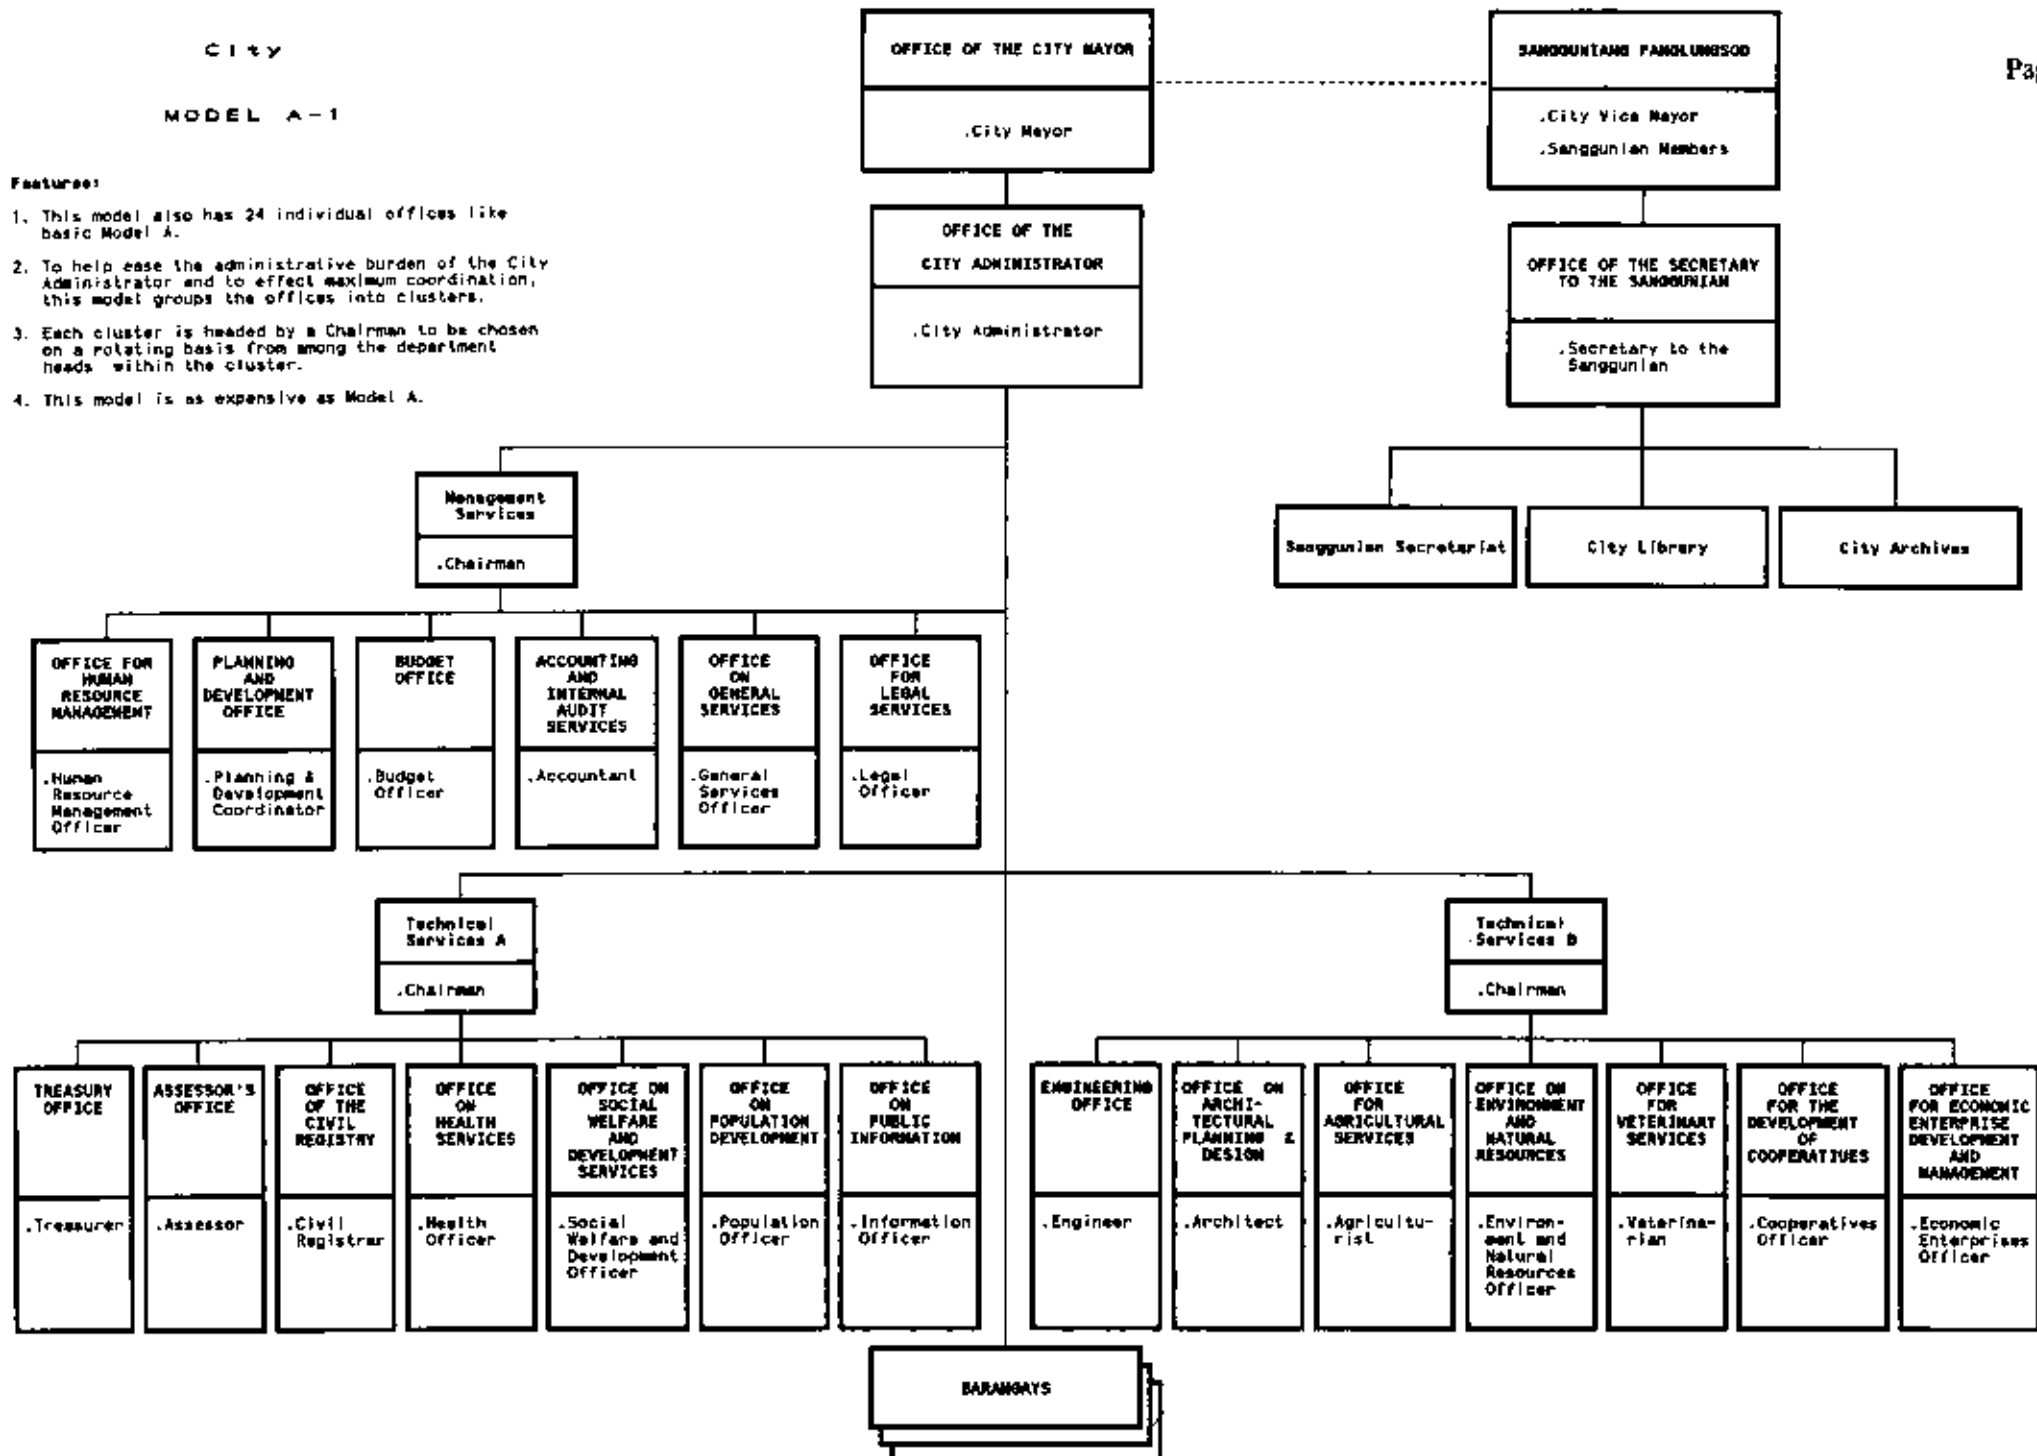 City
MODEL A-1
Features:
1. This model also has 24 individual offices like
basic Model A.
2. To help ease the administrative burden of the City
Administrator and to effect maximum coordination,
this model groups the offices into clusters.
3. Each cluster is headed by a Chairman to be chosen
on a rotating basis from among the department
heads within the cluster.
4. This model is as expensive as Model A.
OFFICE OF THE CITY MAYOR
.City Mayor
SANGGUNIANG PANGLUNGSOD
.City Vice Mayor
.Sanggunian Members
Pag
OFFICE OF THE
CITY ADMINISTRATOR
.City Administrator
OFFICE OF THE SECRETARY
TO THE SANGGUNIAN
.Secretary to the
Sanggunian
Sanggunian Secretariat
City Library
City Archives
Management
Services
.Chairman
OFFICE FOR
HUMAN
RESOURCE
MANAGEMENT
.Human
Resource
Management
Officer
PLANNING
AND
DEVELOPMENT
OFFICE
.Planning &
Development
Coordinator
BUDGET
OFFICE
.Budget
Officer
ACCOUNTING
AND
INTERNAL
AUDIT
SERVICES
.Accountant
OFFICE
ON
GENERAL
SERVICES
.General
Services
Officer
OFFICE
FOR
LEGAL
SERVICES
.Legal
Officer
Technical
Services A
.Chairman
Technical
Services B
.Chairman
TREASURY
OFFICE
.Treasurer
ASSESSOR'S
OFFICE
.Assessor
OFFICE
OF THE
CIVIL
REGISTRY
.Civil
Registrar
OFFICE
ON
HEALTH
SERVICES
.Health
Officer
OFFICE ON
SOCIAL
WELFARE
AND
DEVELOPMENT
SERVICES
.Social
Welfare and
Development
Officer
OFFICE
ON
POPULATION
DEVELOPMENT
.Population
Officer
OFFICE
ON
PUBLIC
INFORMATION
.Information
Officer
ENGINEERING
OFFICE
.Engineer
OFFICE ON
ARCHI-
TECTURAL
PLANNING &
DESIGN
.Architect
OFFICE
FOR
AGRICULTURAL
SERVICES
.Agricultu-
rist
OFFICE ON
ENVIRONMENT
AND
NATURAL
RESOURCES
.Environ-
ment and
Natural
Resources
Officer
OFFICE
FOR
VETERINARY
SERVICES
.Veterina-
rian
OFFICE
FOR THE
DEVELOPMENT
OF
COOPERATIVES
.Cooperatives
Officer
OFFICE
FOR ECONOMIC
ENTERPRISE
DEVELOPMENT
AND
MANAGEMENT
.Economic
Enterprises
Officer
BARANGAYS